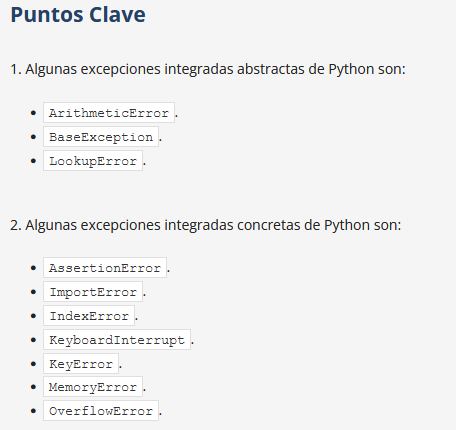 Puntos Clave
1. Algunas excepciones integradas abstractas de Python son:
• ArithmeticError.
• BaseException.
• LookupError.
2. Algunas excepciones integradas concretas de Python son:
• AssertionError.
• ImportError.
• IndexError.
• KeyboardInterrupt.
• KeyError.
• MemoryError.
• OverflowError.